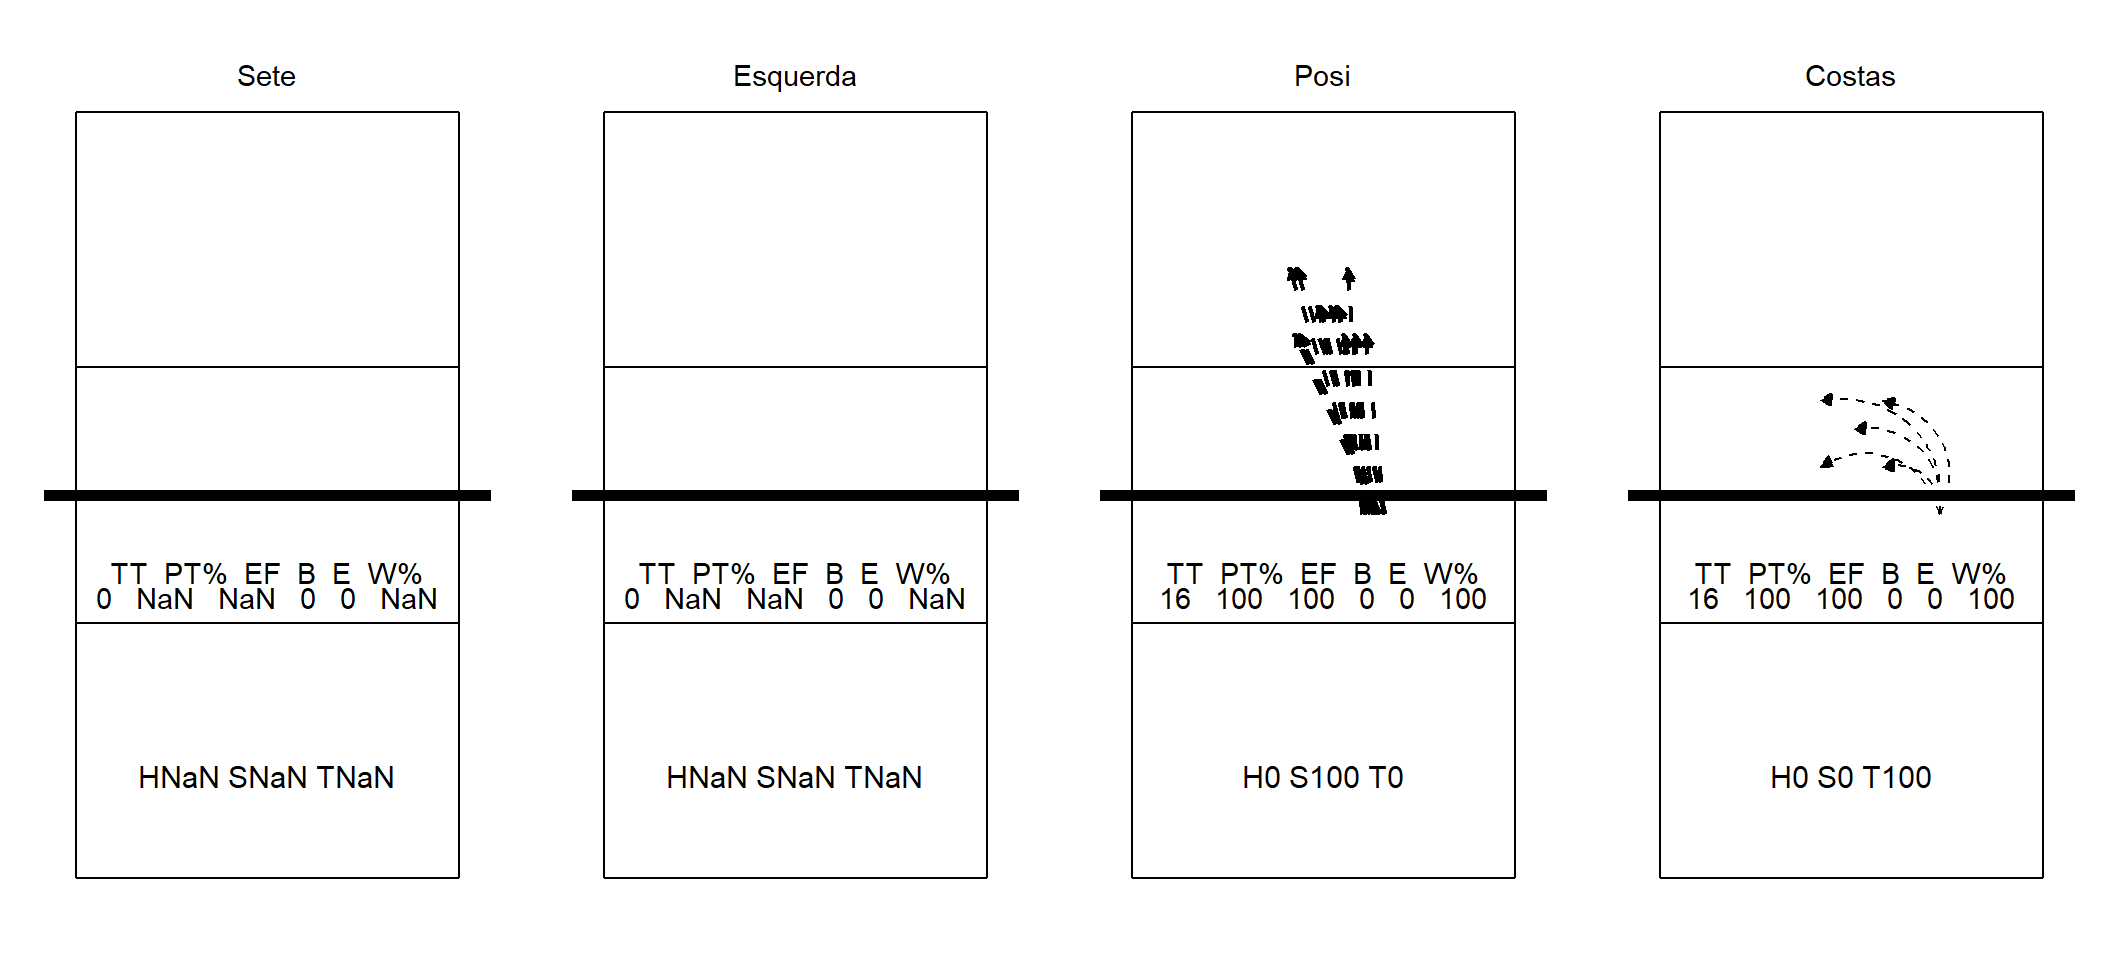 Sete
TT PT% EF B E W%
0 NaN NaN 0 0 NaN
HNaN SNaN TNaN
Esquerda
TT PT% EF B E W%
0 NaN NaN 0 0 NaN
HNaN SNaN TNaN
Posi
TT PT% EF B E W%
16 100 100 0 0 100
H0 S100 T0
Costas
TT PT% EF B E W%
16 100 100 0 0 100
H0 S0 T100